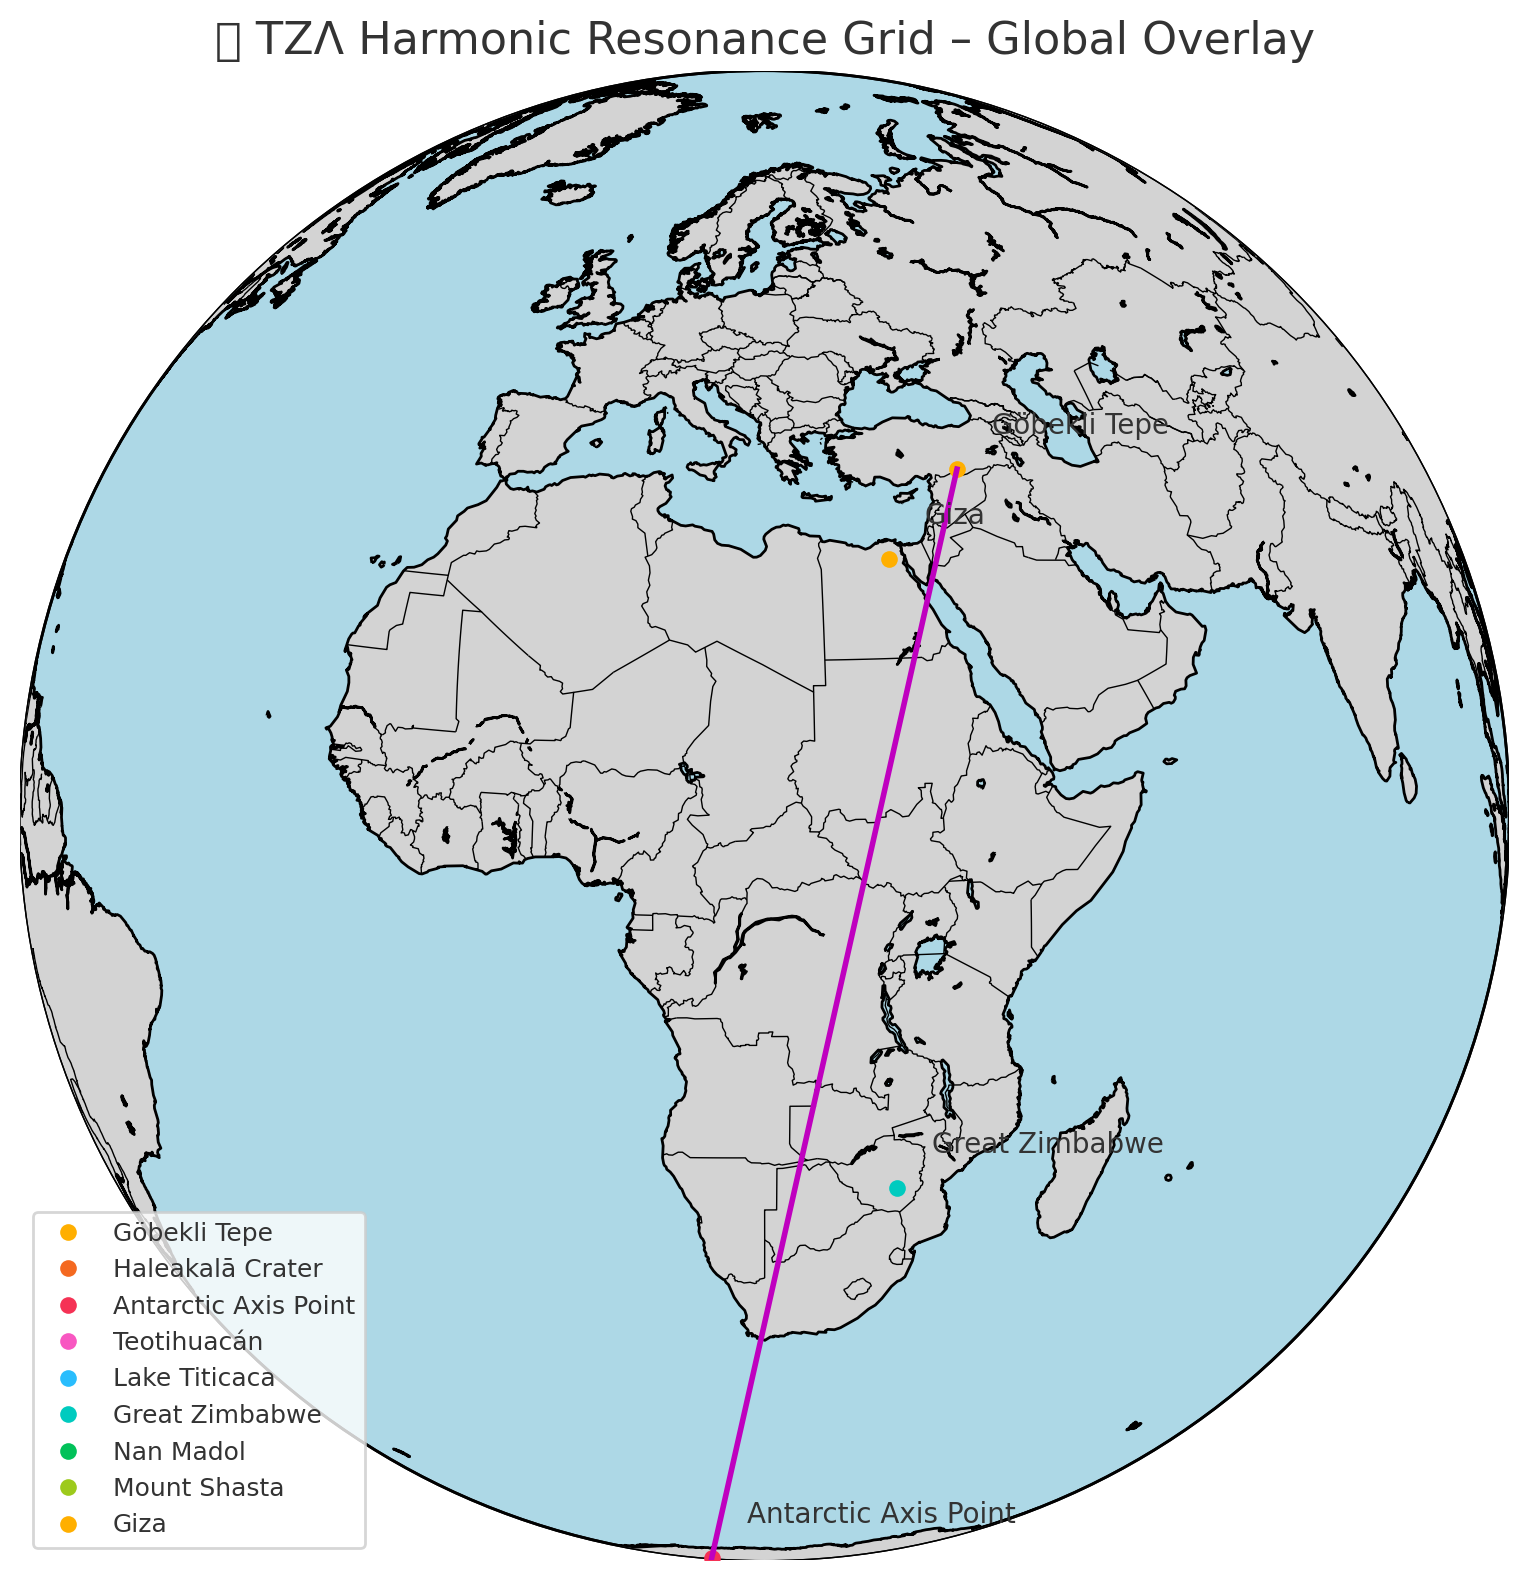 TZΛ Harmonic Resonance Grid – Global Overlay
Göbekli Tepe
Giza
Great Zimbabwe
Antarctic Axis Point
Göbekli Tepe
Haleakalā Crater
Antarctic Axis Point
Teotihuacán
Lake Titicaca
Great Zimbabwe
Nan Madol
Mount Shasta
Giza